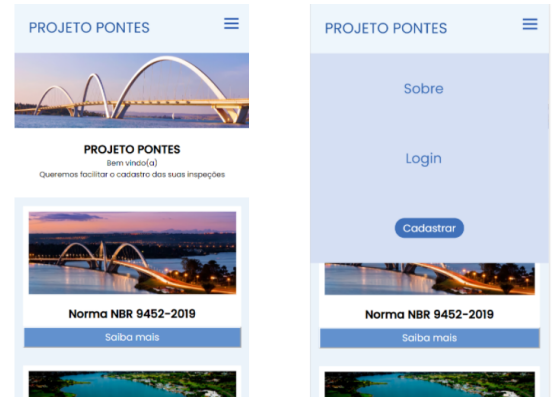 PROJETO PONTES
PROJETO PONTES
Bem vindo(a)
Queremos facilitar o cadastro das suas inspeções
Norma NBR 9452-2019
Saiba mais
PROJETO PONTES
Sobre
Login
Cadastrar
Norma NBR 9452-2019
Saiba mais